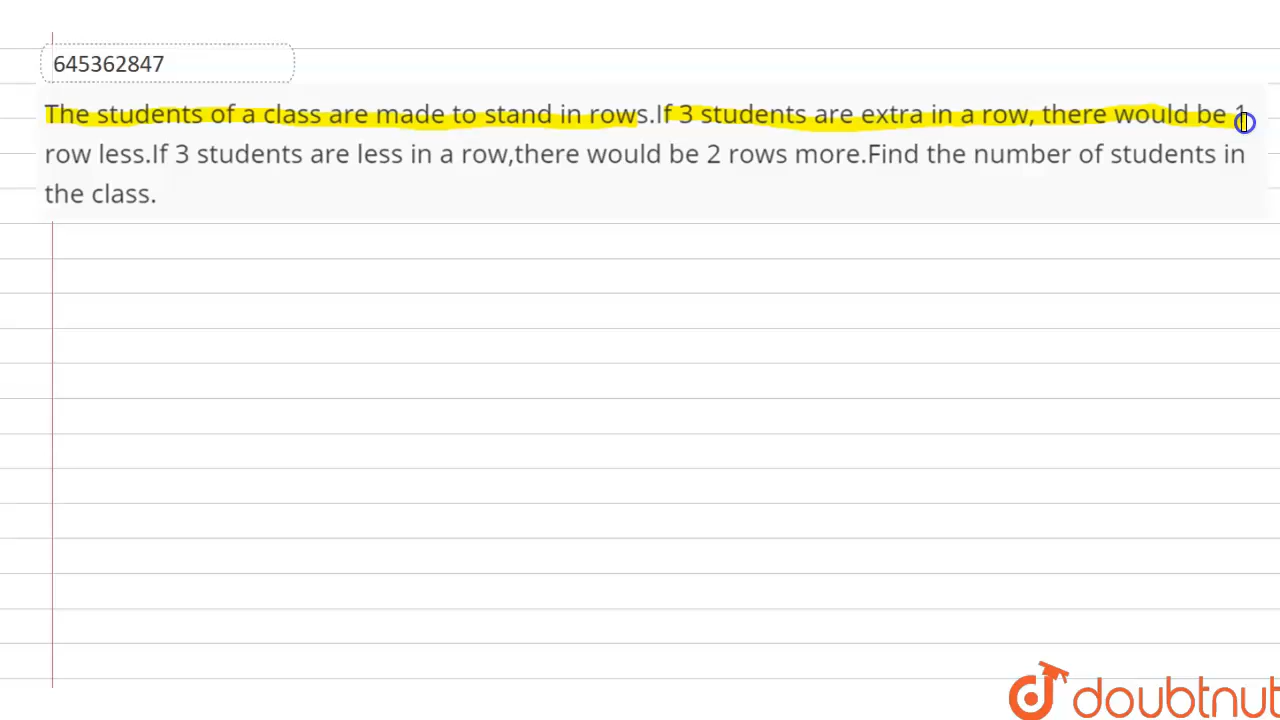 645362847
The students of a class are made to stand in rows.If 3 students are extra in a row, there would be 1
row less.If 3 students are less in a row,there would be 2 rows more.Find the number of students in
the class.
doubtnut